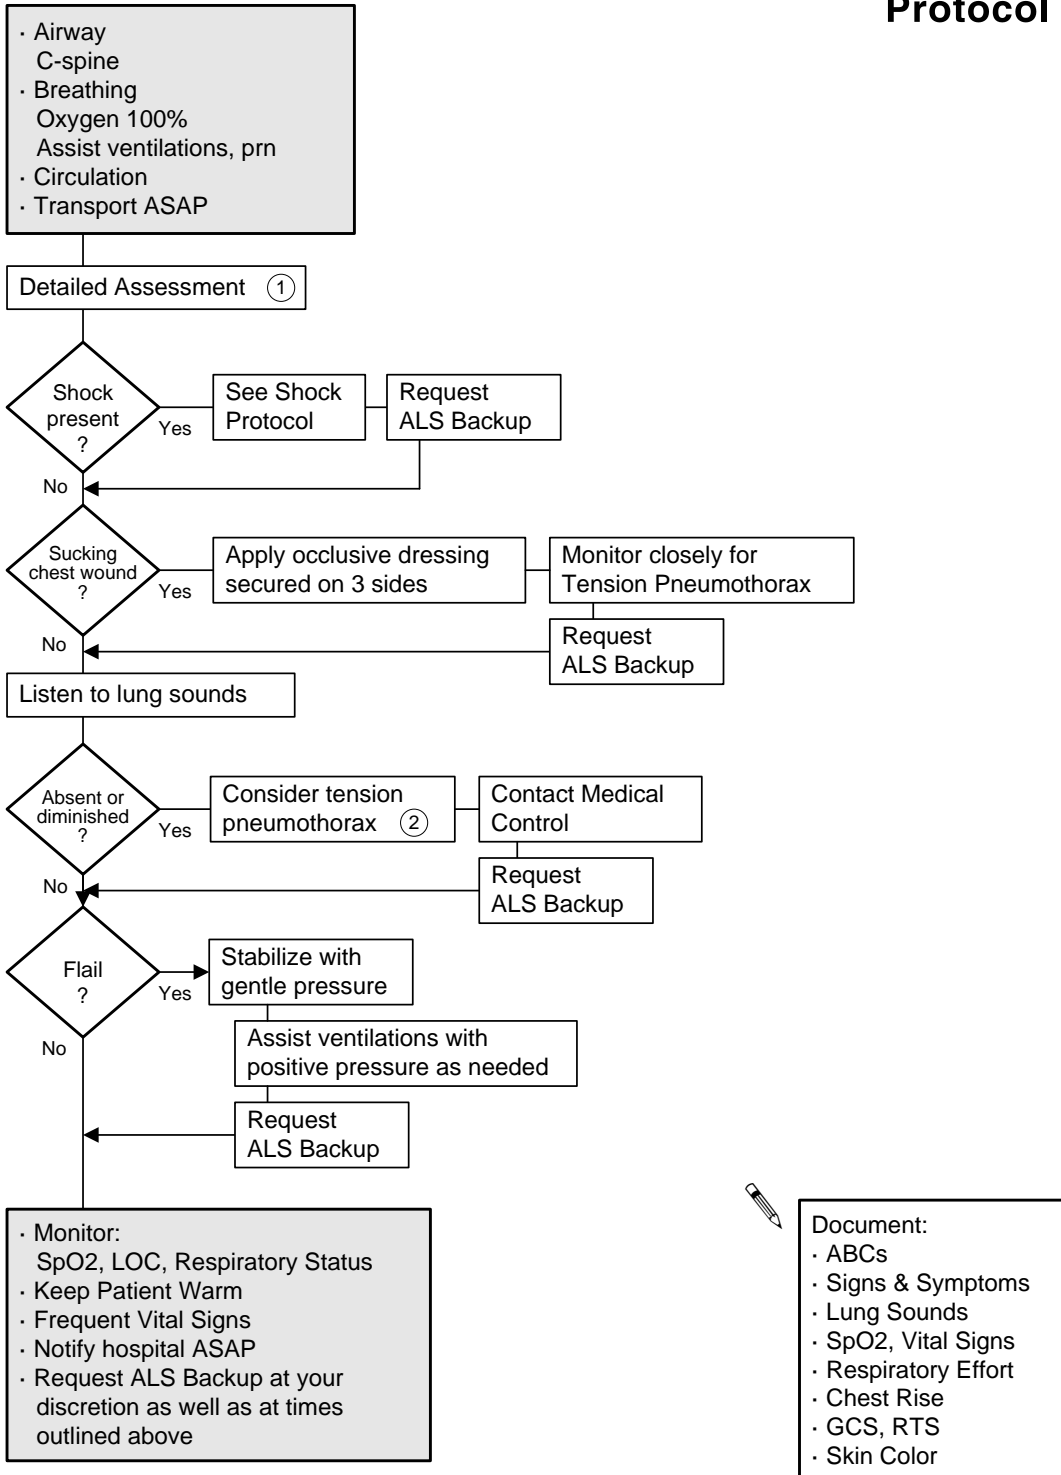 Protocol
· Airway
C-spine
· Breathing
Oxygen 100%
Assist ventilations, prn
· Circulation
· Transport ASAP
Detailed Assessment 1
Shock
present
?
Yes
See Shock
Protocol
Request
ALS Backup
No
Sucking
chest wound
?
Yes
Apply occlusive dressing
secured on 3 sides
Monitor closely for
Tension Pneumothorax
Request
ALS Backup
No
Listen to lung sounds
Absent or
diminished
?
Yes
Consider tension
pneumothorax 2
Contact Medical
Control
Request
ALS Backup
No
Flail
?
Yes
Stabilize with
gentle pressure
Assist ventilations with
positive pressure as needed
Request
ALS Backup
No
· Monitor:
SpO2, LOC, Respiratory Status
· Keep Patient Warm
· Frequent Vital Signs
· Notify hospital ASAP
· Request ALS Backup at your
discretion as well as at times
outlined above
Document:
· ABCs
· Signs & Symptoms
· Lung Sounds
· SpO2, Vital Signs
· Respiratory Effort
· Chest Rise
· GCS, RTS
· Skin Color